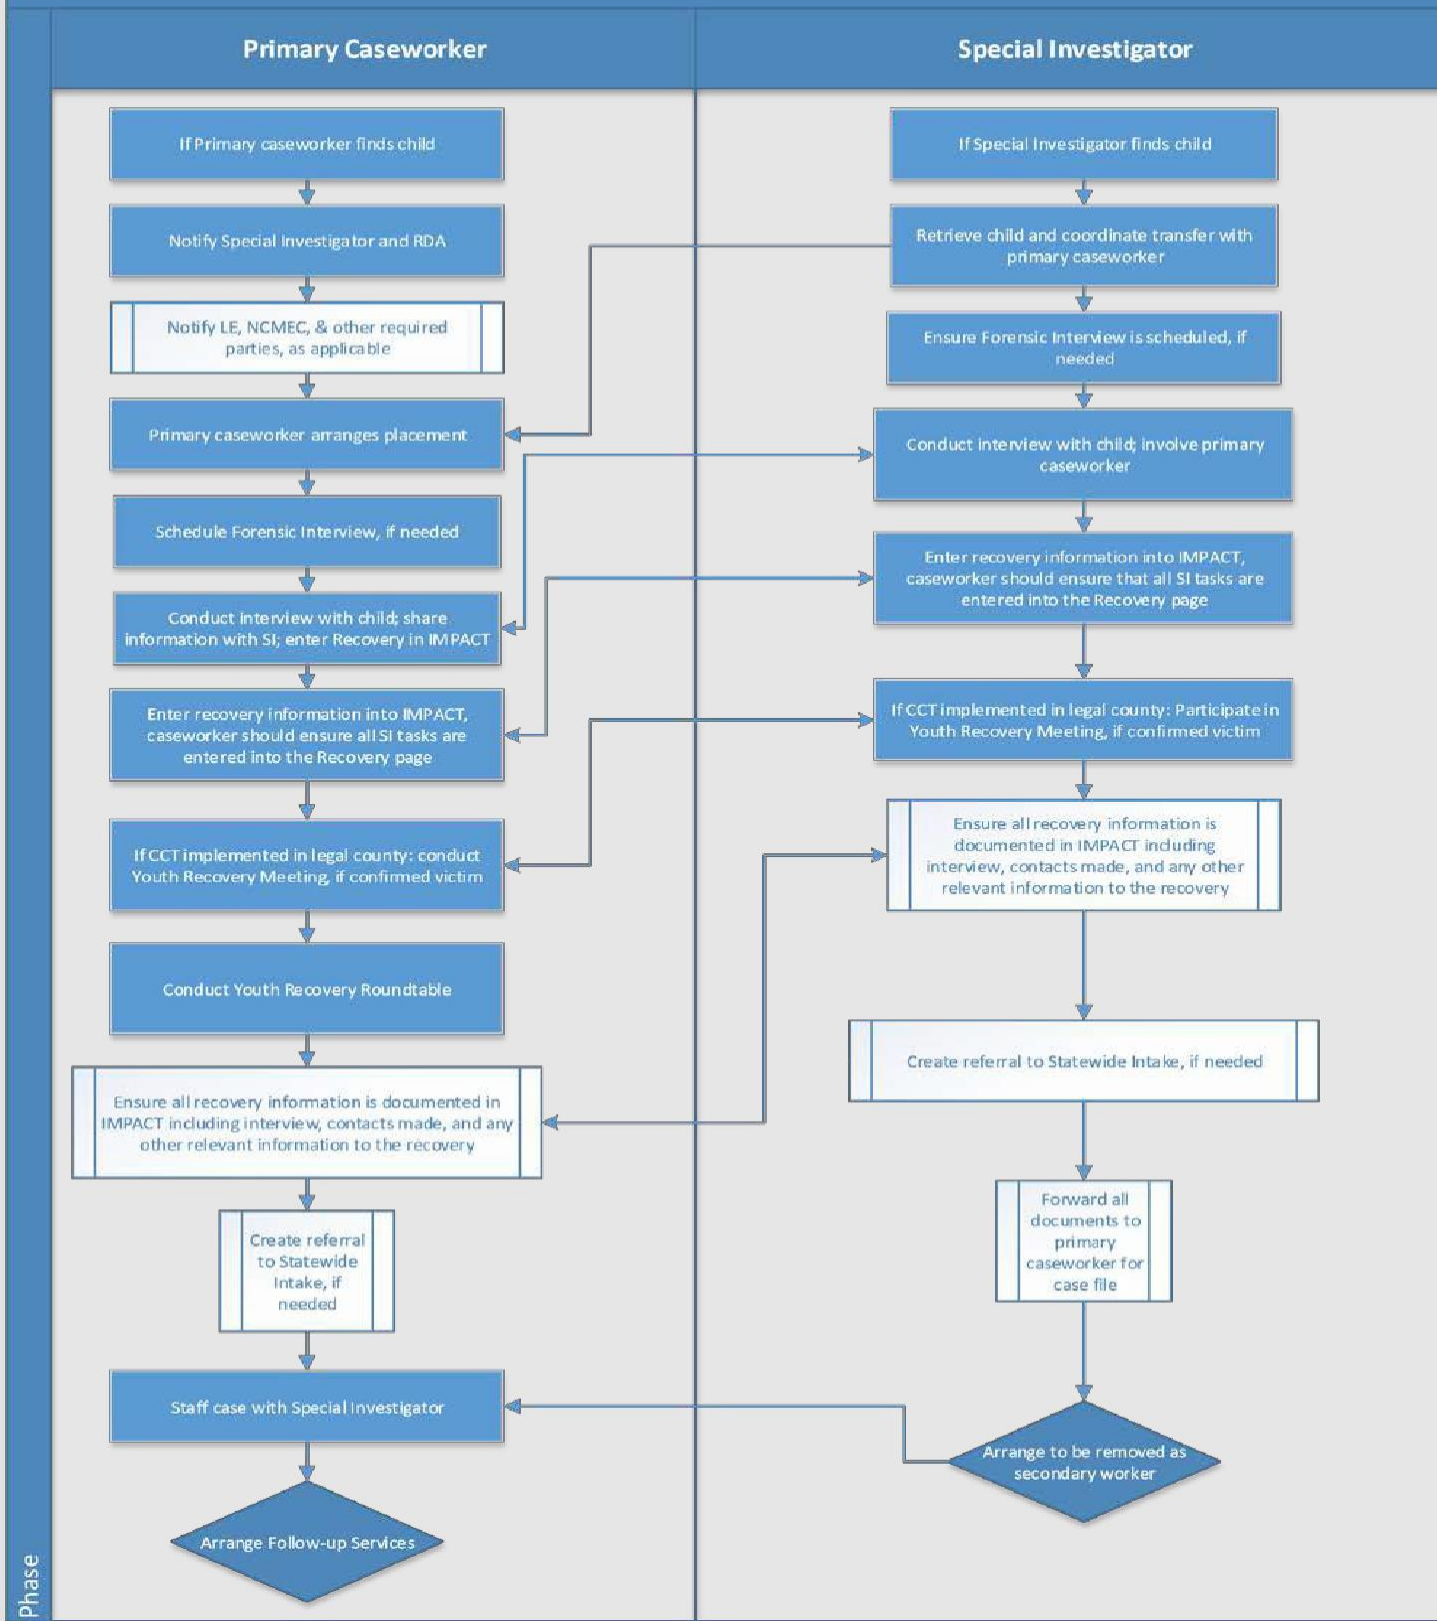 Primary Caseworker
Special Investigator
If Primary caseworker finds child
Notify Special Investigator and RDA
Notify LE, NCMEC, & other required
parties, as applicable
Primary caseworker arranges placement
Schedule Forensic Interview, if needed
Conduct interview with child; share
information with SI; enter Recovery in IMPACT
Enter recovery information into IMPACT,
caseworker should ensure all SI tasks are
entered into the Recovery page
If CCT implemented in legal county: conduct
Youth Recovery Meeting, if confirmed victim
Conduct Youth Recovery Roundtable
Ensure all recovery information is documented in
IMPACT including interview, contacts made, and any
other relevant information to the recovery
Create referral
to Statewide
Intake, if
needed
Staff case with Special Investigator
Arrange Follow-up Services
If Special Investigator finds child
Retrieve child and coordinate transfer with
primary caseworker
Ensure Forensic Interview is scheduled, if
needed
Conduct interview with child; involve primary
caseworker
Enter recovery information into IMPACT,
caseworker should ensure that all SI tasks are
entered into the Recovery page
If CCT implemented in legal county: Participate in
Youth Recovery Meeting, if confirmed victim
Ensure all recovery information is
documented in IMPACT including
interview, contacts made, and any other
relevant information to the recovery
Create referral to Statewide Intake, if needed
Forward all
documents to
primary
caseworker for
case file
Arrange to be removed as
secondary worker
Phase